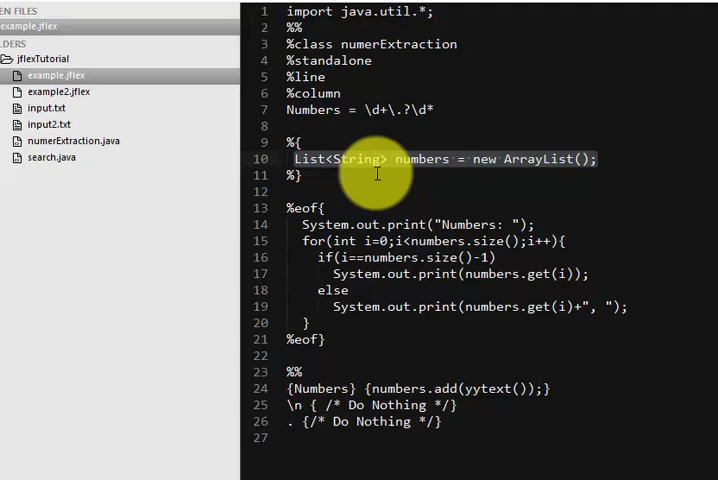 EN FILES
example.jflex
LDERS
jflexTutorial
example.jflex
example2.jflex
input.txt
input2.txt
numerExtraction.java
search.java
1 import java.util.*;
2 %%
3 %class numerExtraction
4 %standalone
5 %line
6 %column
7 Numbers = \d+\.?\d*
8
9 %{
10 List<String> numbers = new ArrayList();
11 %}
12
13 %eof{
14 System.out.print("Numbers: ");
15 for(int i=0;i<numbers.size();i++){
16 if(i==numbers.size()-1)
17 System.out.print(numbers.get(i));
18 else
19 System.out.print(numbers.get(i)+", ");
20 }
21 %eof}
22
23 %%
24 {Numbers} {numbers.add(yytext());}
25 \n { /* Do Nothing */}
26 . {/* Do Nothing */}
27